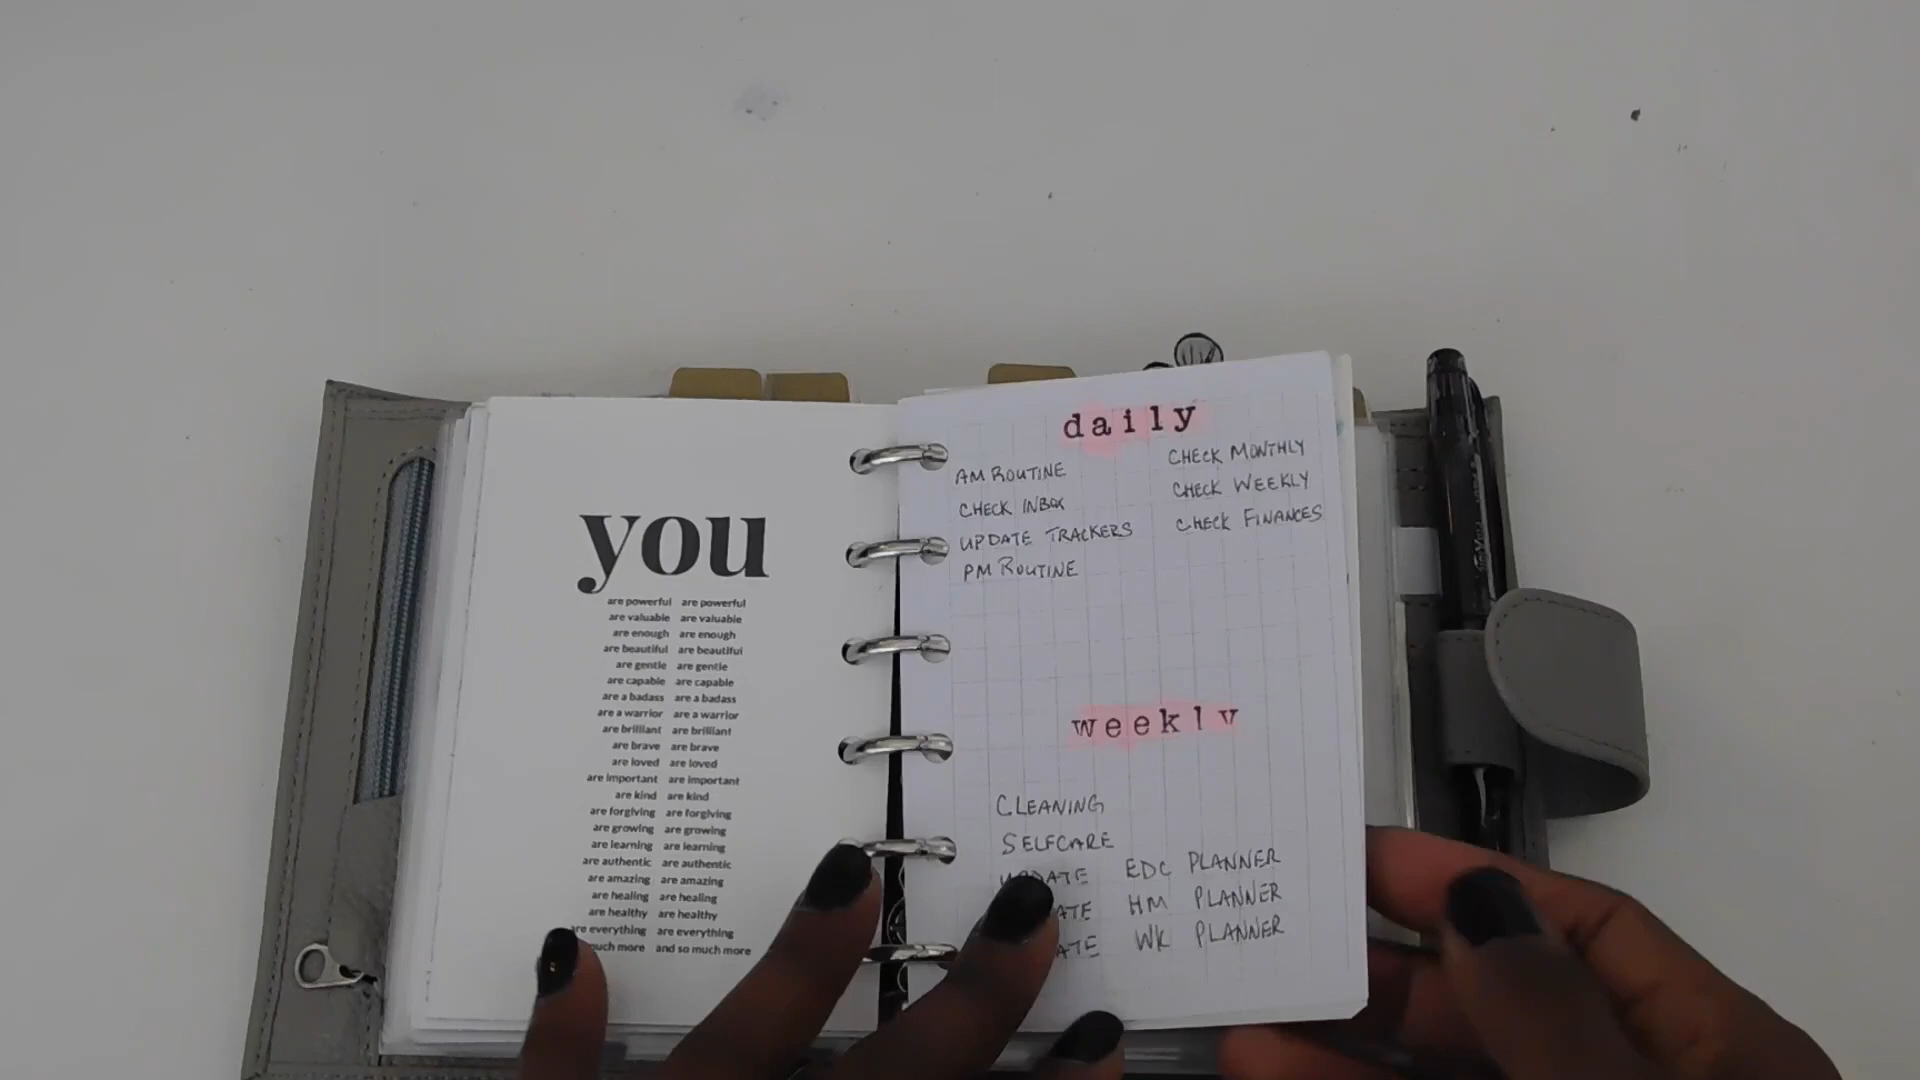 you
are powerful are powerful
are valuable are valuable
are enough are enough
are beautiful are beautiful
are gentle are gentle
are capable are capable
are a badass are a badass
are a warrior are a warrior
are brilliant are brilliant
are brave are brave
are loved are loved
are important are important
are kind are kind
are forgiving are forgiving
are growing are growing
are learning are learning
are authentic are authentic
are amazing are amazing
are healing are healing
are healthy are healthy
are everything are everything
much more and so much more
daily
AM ROUTINE
CHECK INBOX
UPDATE TRACKERS
PM ROUTINE
CHECK MONTHLY
CHECK WEEKLY
CHECK FINANCES
weekly
CLEANING
SELFCARE
UPDATE EDC PLANNER
ATE HM PLANNER
ATE WK PLANNER